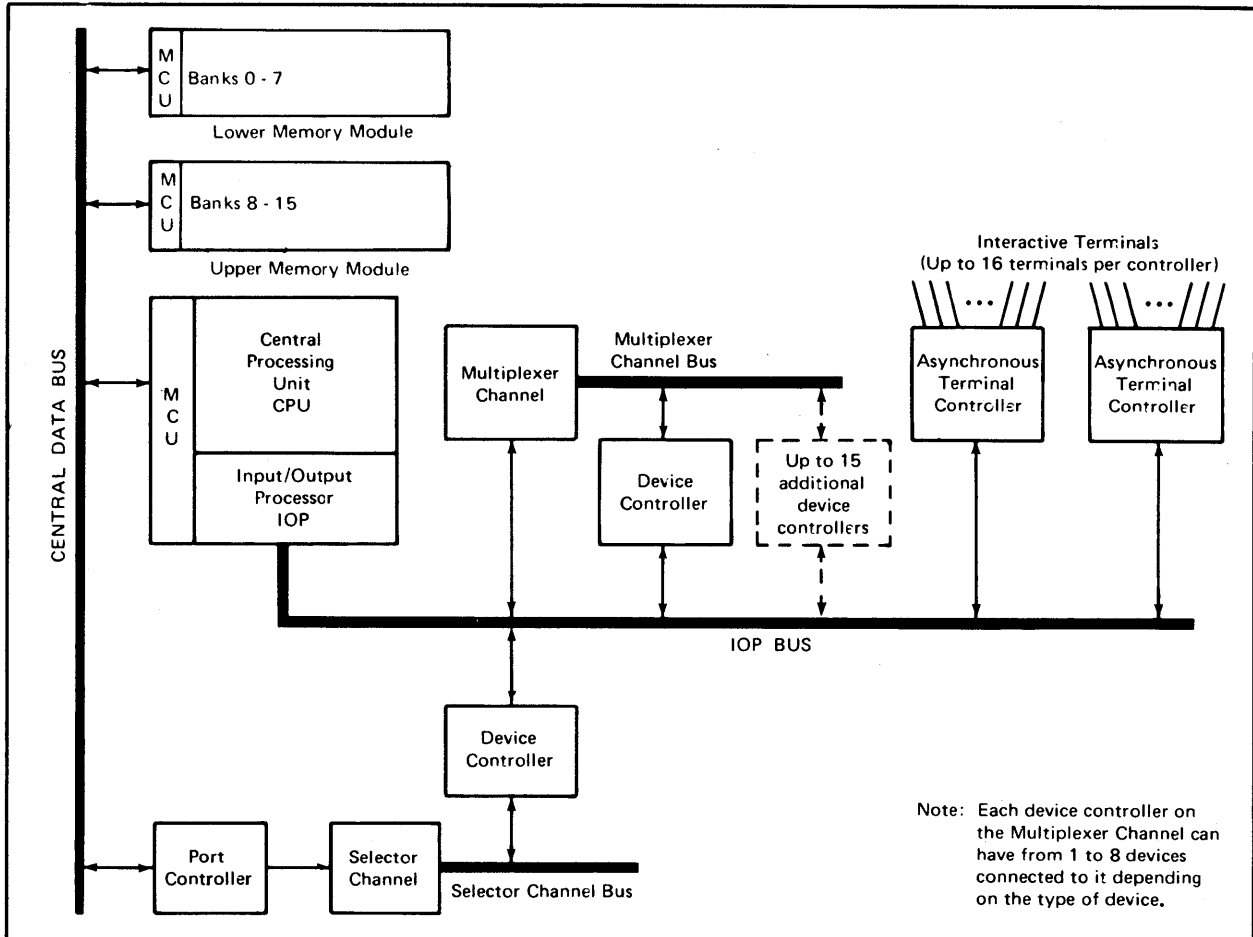 CENTRAL DATA BUS
M
C
U
Banks 0 - 7
Lower Memory Module
M
C
U
Banks 8 - 15
Upper Memory Module
M
C
U
Central
Processing
Unit
CPU
Input/Output
Processor
IOP
Multiplexer
Channel
Multiplexer
Channel Bus
Device
Controller
Up to 15
additional
device
controllers
Interactive Terminals
(Up to 16 terminals per controller)
...
...
Asynchronous
Terminal
Controller
Asynchronous
Terminal
Controller
IOP BUS
Device
Controller
Port
Controller
Selector
Channel
Selector Channel Bus
Note: Each device controller on
the Multiplexer Channel can
have from 1 to 8 devices
connected to it depending
on the type of device.